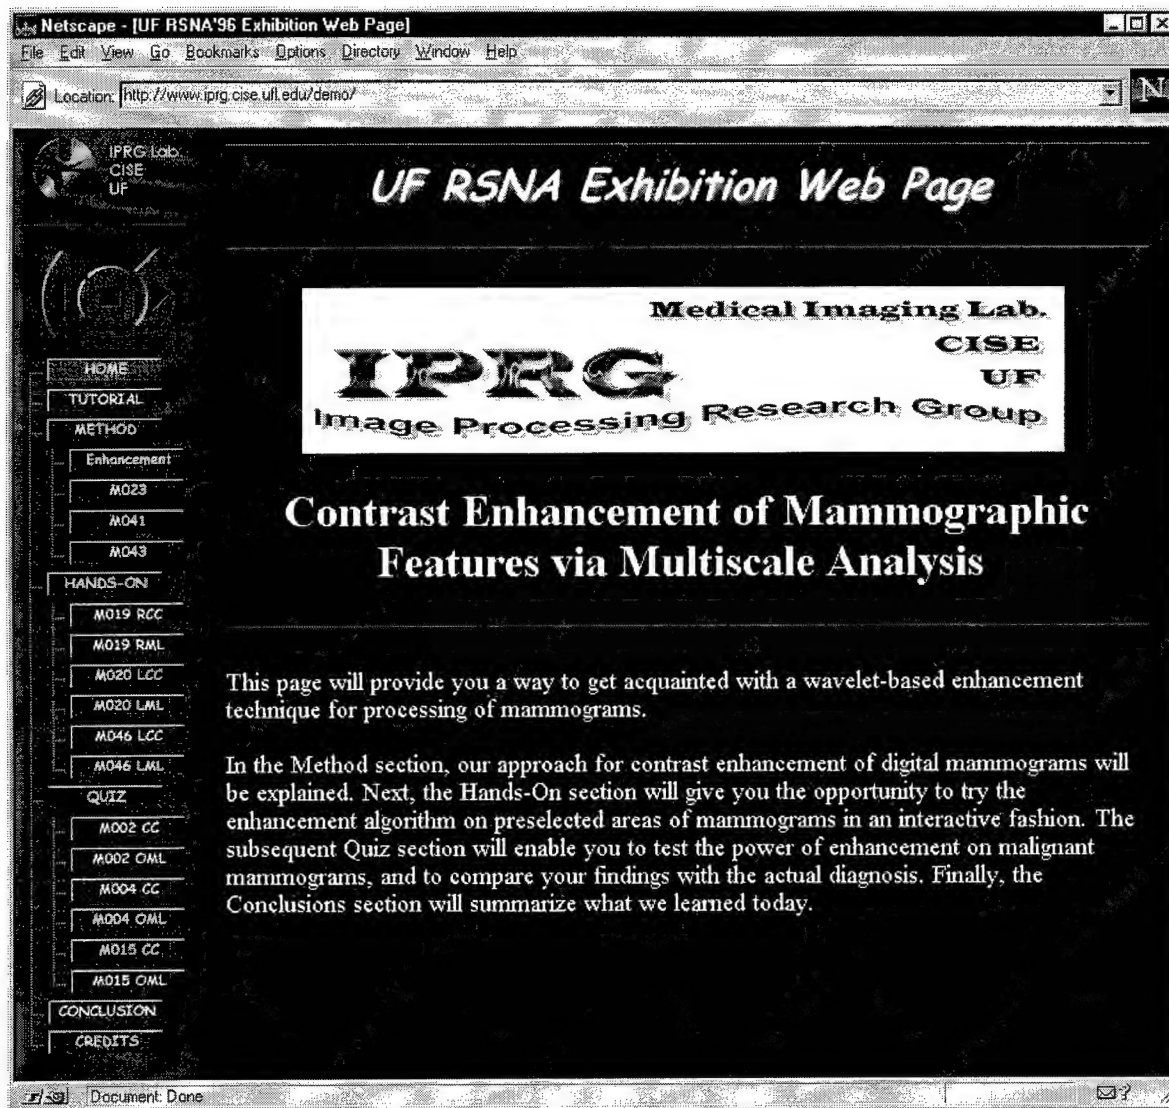 Netscape - [UF RSNA'96 Exhibition Web Page]
File Edit View Go Bookmarks Options Directory Window Help
Location: http://www.iprg.cise.ufl.edu/demo/
N
IPRG Lab
CISE
UF
HOME
TUTORIAL
METHOD
Enhancement
M023
M041
M043
HANDS-ON
M019 RCC
M019 RML
M020 LCC
M020 LML
M046 LCC
M046 LML
QUIZ
M002 CC
M002 OML
M004 CC
M004 OML
M015 CC
M015 OML
CONCLUSION
CREDITS
UF RSNA Exhibition Web Page
Medical Imaging Lab.
CISE
UF
IPRG
Image Processing Research Group
Contrast Enhancement of Mammographic
Features via Multiscale Analysis
This page will provide you a way to get acquainted with a wavelet-based enhancement
technique for processing of mammograms.
In the Method section, our approach for contrast enhancement of digital mammograms will
be explained. Next, the Hands-On section will give you the opportunity to try the
enhancement algorithm on preselected areas of mammograms in an interactive fashion. The
subsequent Quiz section will enable you to test the power of enhancement on malignant
mammograms, and to compare your findings with the actual diagnosis. Finally, the
Conclusions section will summarize what we learned today.
Document: Done